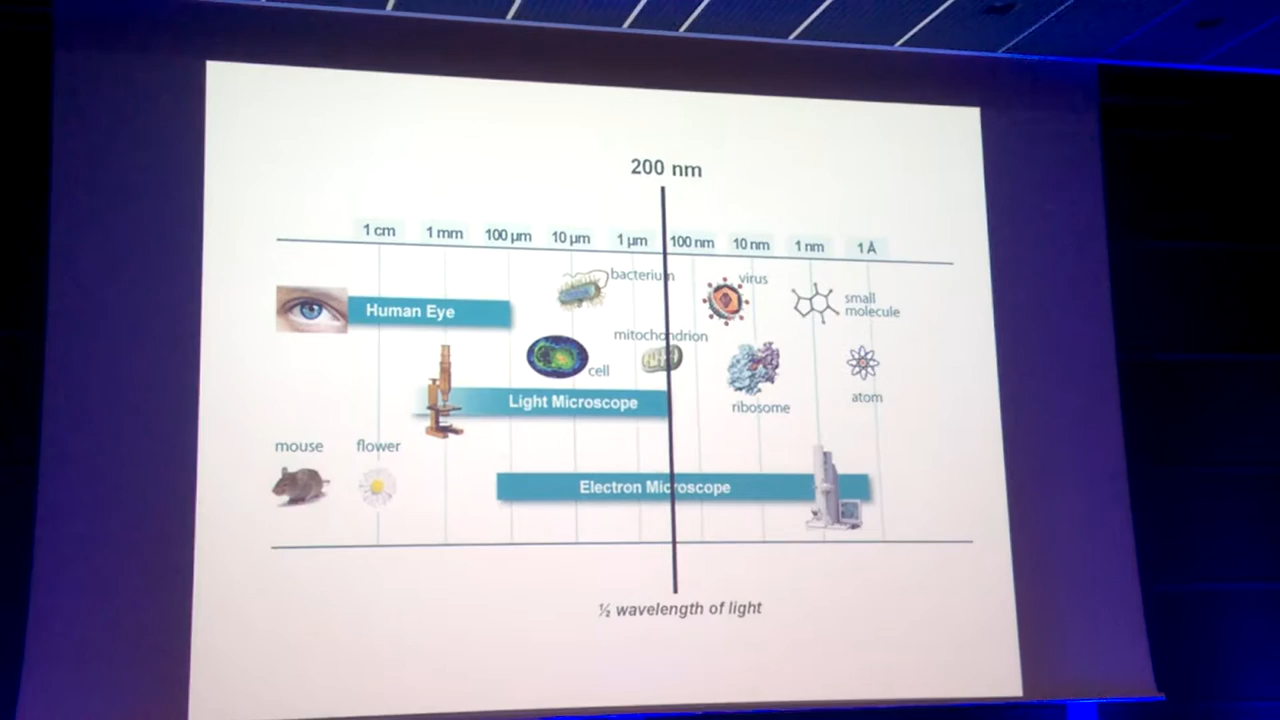 200 nm
1 cm
1 mm
100 µm
10 µm
1 µm
100 nm
10 nm
1 nm
1 Å
bacterium
virus
small
molecule
Human Eye
mitochondrion
cell
ribosome
atom
Light Microscope
mouse
flower
Electron Microscope
½ wavelength of light